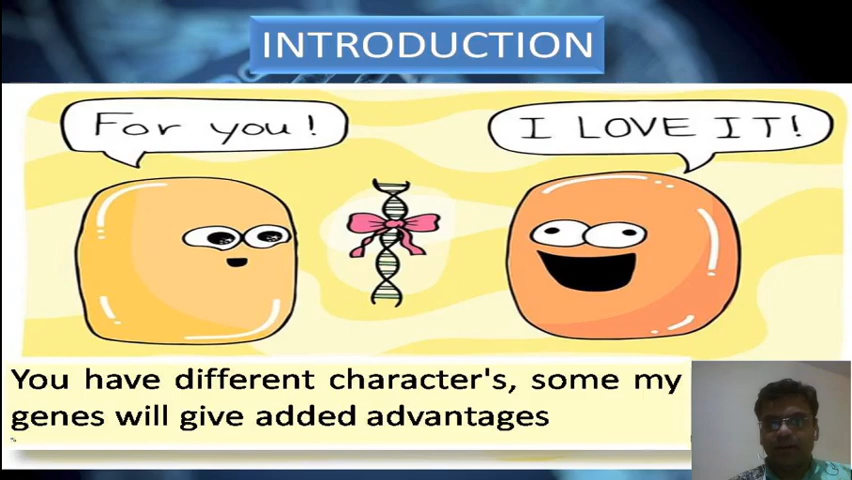 INTRODUCTION
For you!
I LOVE IT!
You have different character's, some my
genes will give added advantages